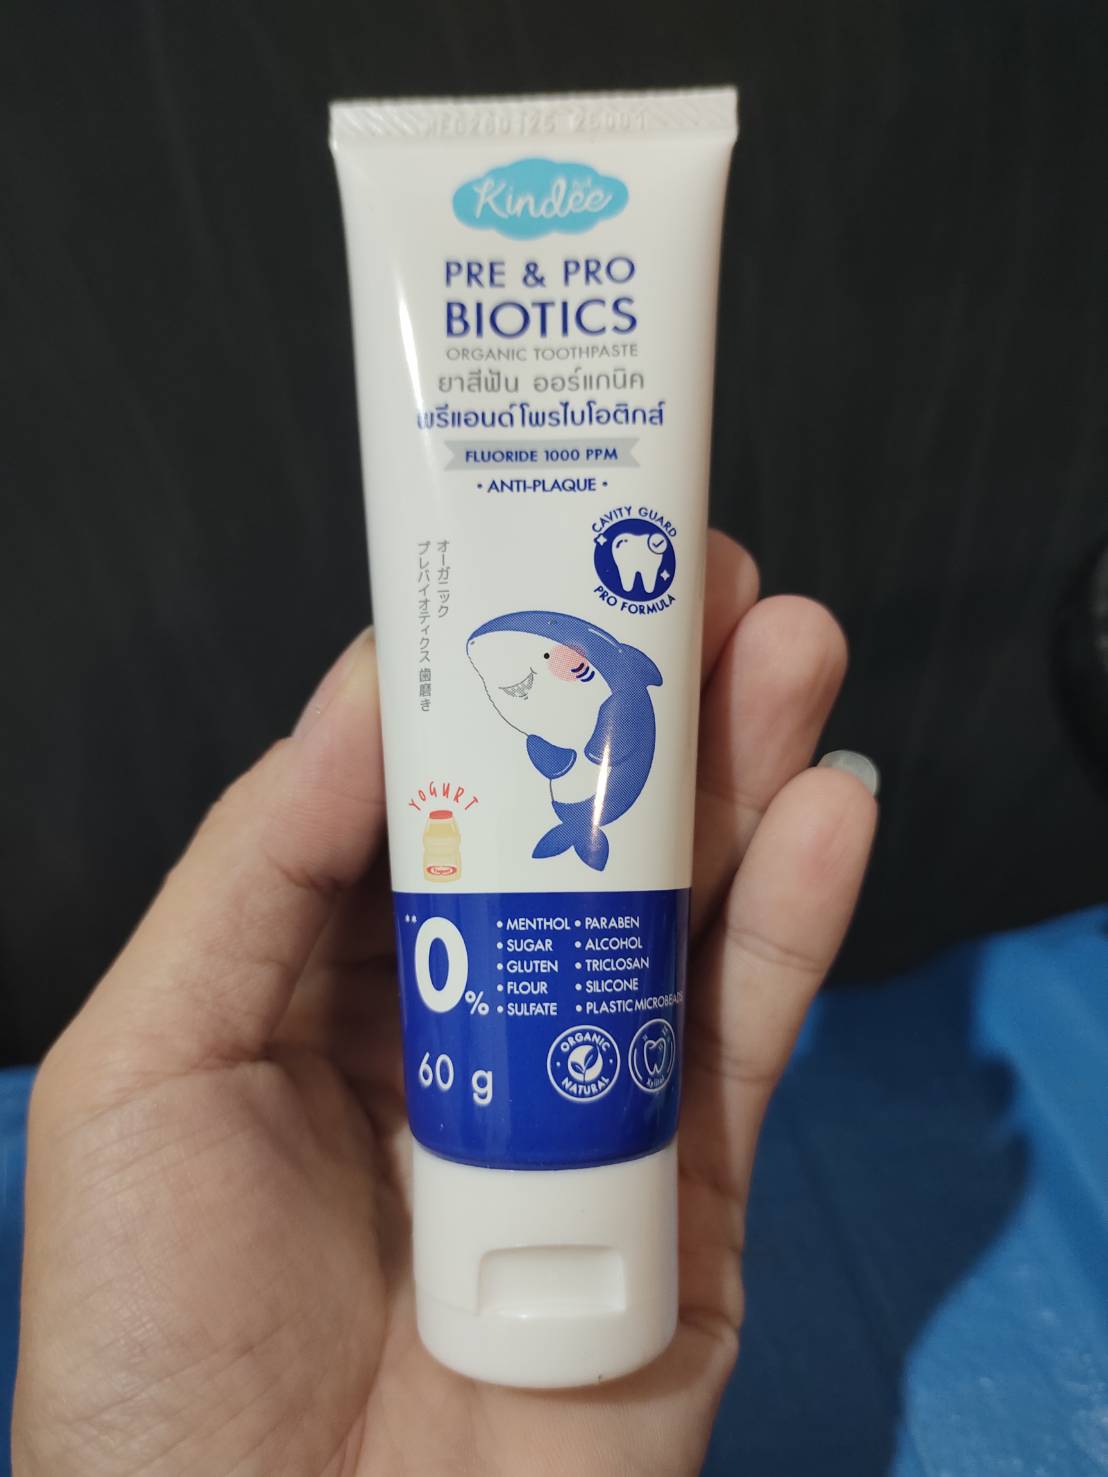 Kindee
PRE & PRO
BIOTICS
ORGANIC TOOTHPASTE
ยาสีฟัน ออร์แกนิค
พรีแอนด์โพรไบโอติกส์
FLUORIDE 1000 PPM
• ANTI-PLAQUE •
CAVITY GUARD
PRO FORMULA
オーガニック
プレバイオティクス 歯磨き
YOGURT
**0%
• MENTHOL • PARABEN
• SUGAR • ALCOHOL
• GLUTEN • TRICLOSAN
• FLOUR • SILICONE
• SULFATE • PLASTIC MICROBEADS
60 g
ORGANIC
NATURAL
Xylitol